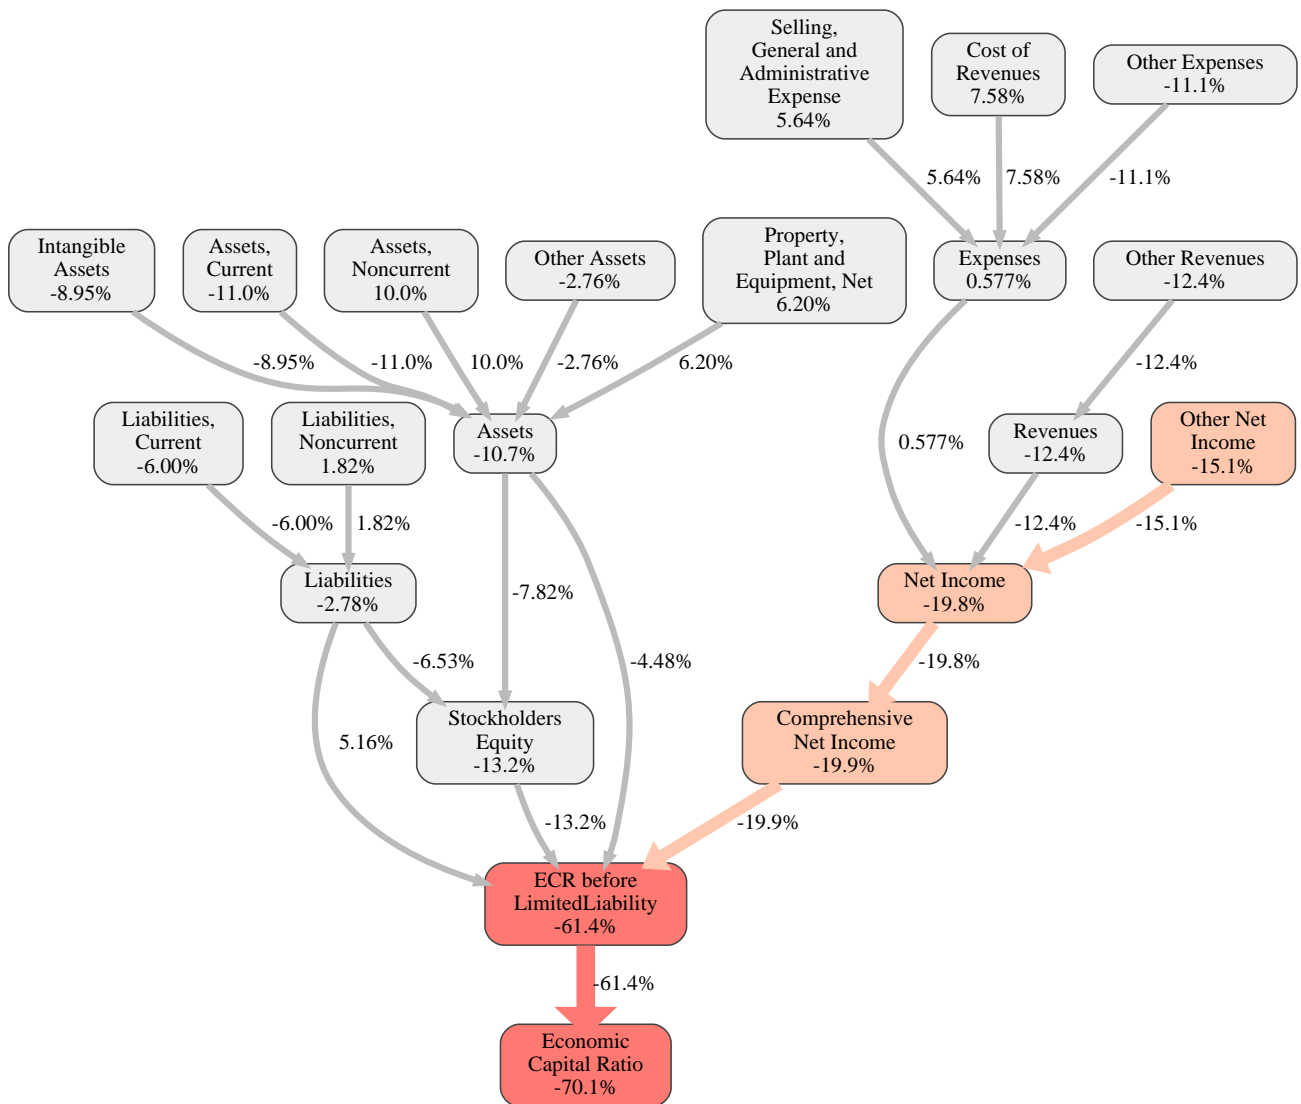 Selling,
General and
Administrative
Expense
5.64%
Cost of
Revenues
7.58%
Other Expenses
-11.1%
5.64%
7.58%
-11.1%
Intangible
Assets
-8.95%
Assets,
Current
-11.0%
Assets,
Noncurrent
10.0%
Other Assets
-2.76%
Property,
Plant and
Equipment, Net
6.20%
Expenses
0.577%
Other Revenues
-12.4%
-8.95%
-11.0%
10.0%
-2.76%
6.20%
-12.4%
Liabilities,
Current
-6.00%
Liabilities,
Noncurrent
1.82%
Assets
-10.7%
0.577%
Revenues
-12.4%
Other Net
Income
-15.1%
-6.00%
1.82%
-12.4%
-15.1%
Liabilities
-2.78%
-7.82%
Net Income
-19.8%
-6.53%
-4.48%
-19.8%
5.16%
Stockholders
Equity
-13.2%
Comprehensive
Net Income
-19.9%
-13.2%
-19.9%
ECR before
LimitedLiability
-61.4%
-61.4%
Economic
Capital Ratio
-70.1%